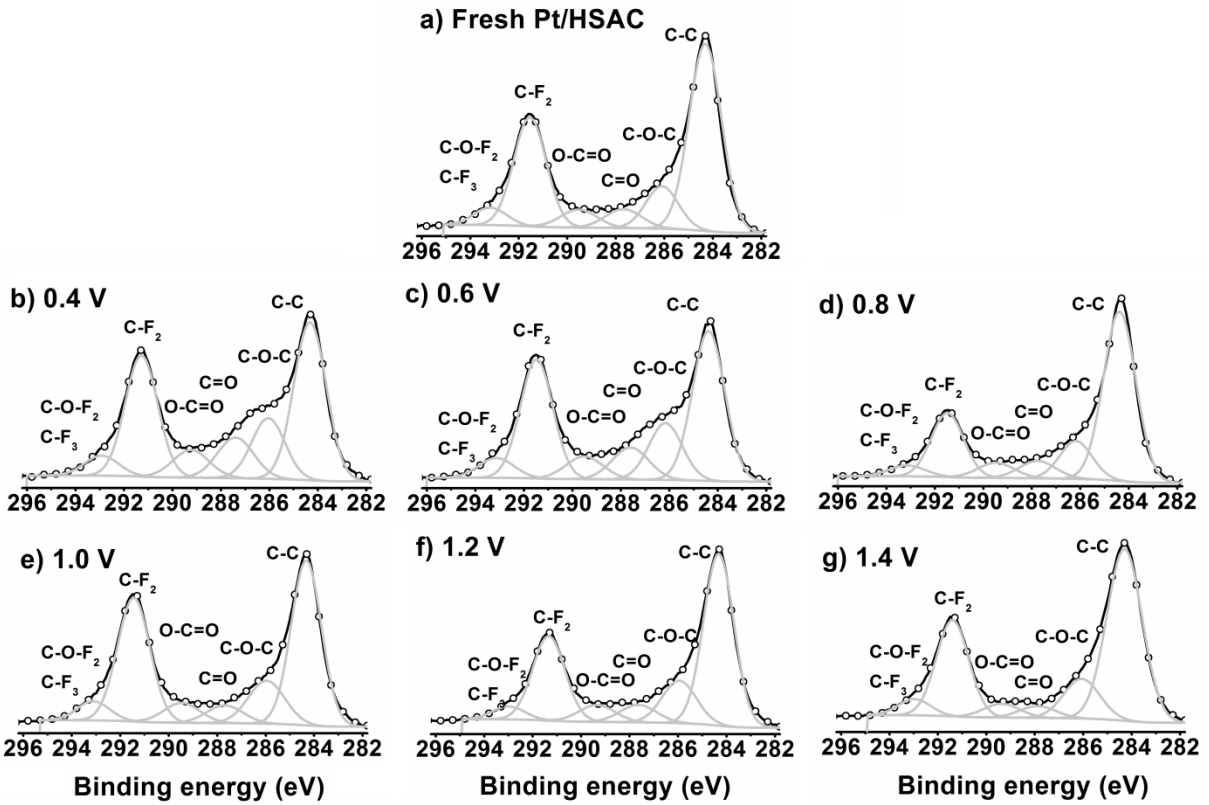 a) Fresh Pt/HSAC
C-C
C-F2
C-O-C
C-O-F2
O-C=O
C=O
C-F3
296 294 292 290 288 286 284 282
b) 0.4 V
C-C
C-F2
C-O-C
C=O
C-O-F2
O-C=O
C-F3
296 294 292 290 288 286 284 282
c) 0.6 V
C-C
C-F2
C-O-C
C=O
C-O-F2
O-C=O
C-F3
296 294 292 290 288 286 284 282
d) 0.8 V
C-C
C-F2
C-O-C
C-O-F2
C=O
O-C=O
C-F3
296 294 292 290 288 286 284 282
e) 1.0 V
C-C
C-F2
O-C=O
C-O-C
C-O-F2
C=O
C-F3
296 294 292 290 288 286 284 282
Binding energy (eV)
f) 1.2 V
C-C
C-F2
C-O-C
C-O-F2
C=O
O-C=O
C-F3
296 294 292 290 288 286 284 282
Binding energy (eV)
g) 1.4 V
C-C
C-F2
C-O-C
C-O-F2
O-C=O
C=O
C-F3
296 294 292 290 288 286 284 282
Binding energy (eV)